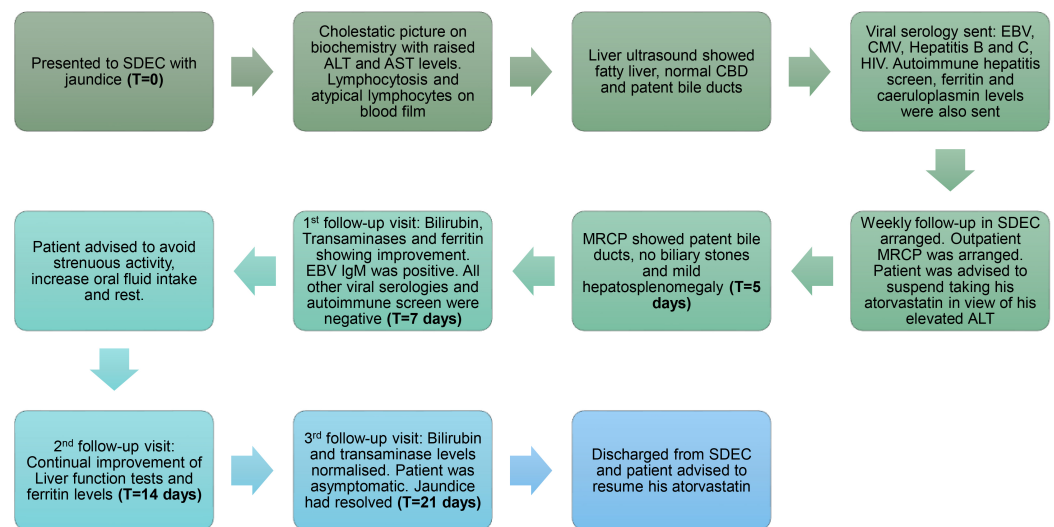 Presented to SDEC with
jaundice (T=0)
Cholestatic picture on
biochemistry with raised
ALT and AST levels.
Lymphocytosis and
atypical lymphocytes on
blood film
Liver ultrasound showed
fatty liver, normal CBD
and patent bile ducts
Viral serology sent: EBV,
CMV, Hepatitis B and C,
HIV. Autoimmune hepatitis
screen, ferritin and
caeruloplasmin levels
were also sent
Weekly follow-up in SDEC
arranged. Outpatient
MRCP was arranged.
Patient was advised to
suspend taking his
atorvastatin in view of his
elevated ALT
MRCP showed patent bile
ducts, no biliary stones
and mild
hepatosplenomegaly (T=5
days)
1st follow-up visit: Bilirubin,
Transaminases and ferritin
showing improvement.
EBV IgM was positive. All
other viral serologies and
autoimmune screen were
negative (T=7 days)
Patient advised to avoid
strenuous activity,
increase oral fluid intake
and rest.
2nd follow-up visit:
Continual improvement of
Liver function tests and
ferritin levels (T=14 days)
3rd follow-up visit: Bilirubin
and transaminase levels
normalised. Patient was
asymptomatic. Jaundice
had resolved (T=21 days)
Discharged from SDEC
and patient advised to
resume his atorvastatin